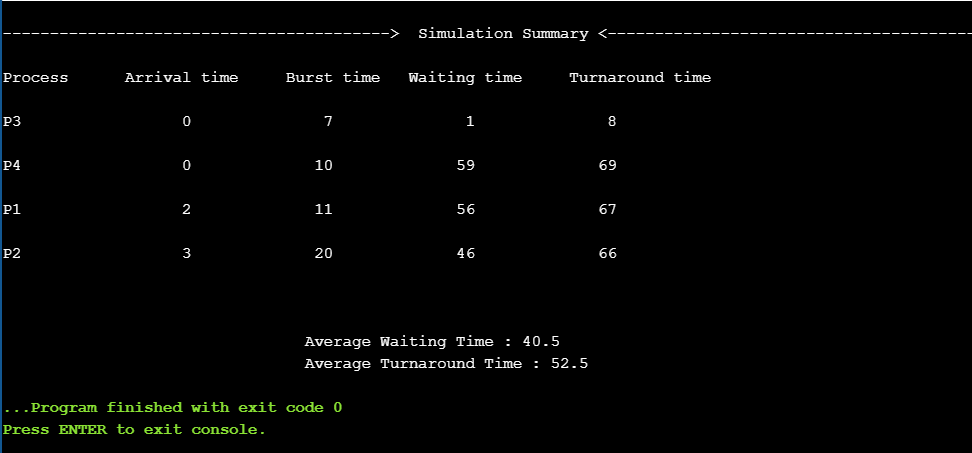 -----------------------------------------> Simulation Summary <---------------------------------------
Process Arrival time Burst time Waiting time Turnaround time
P3 0 7 1 8
P4 0 10 59 69
P1 2 11 56 67
P2 3 20 46 66
Average Waiting Time : 40.5
Average Turnaround Time : 52.5
...Program finished with exit code 0
Press ENTER to exit console.